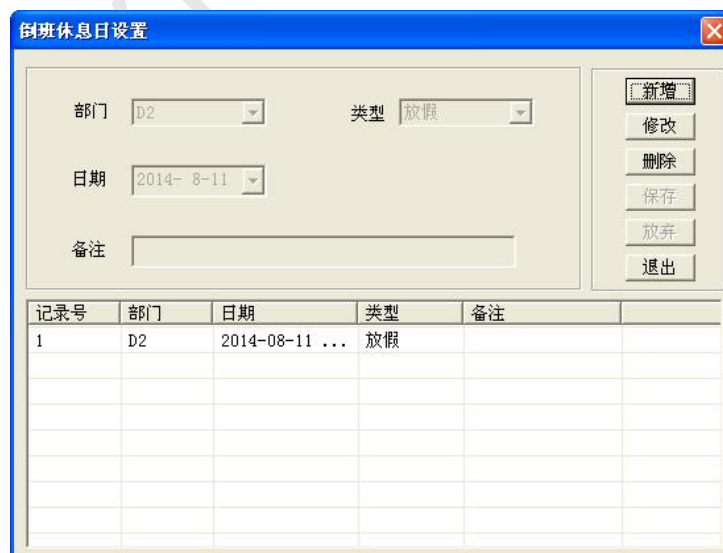 倒班休息日设置
部门 D2 类型 放假
日期 2014- 8-11
备注
新增
修改
删除
保存
放弃
退出
记录号 部门 日期 类型 备注
1 D2 2014-08-11 ... 放假